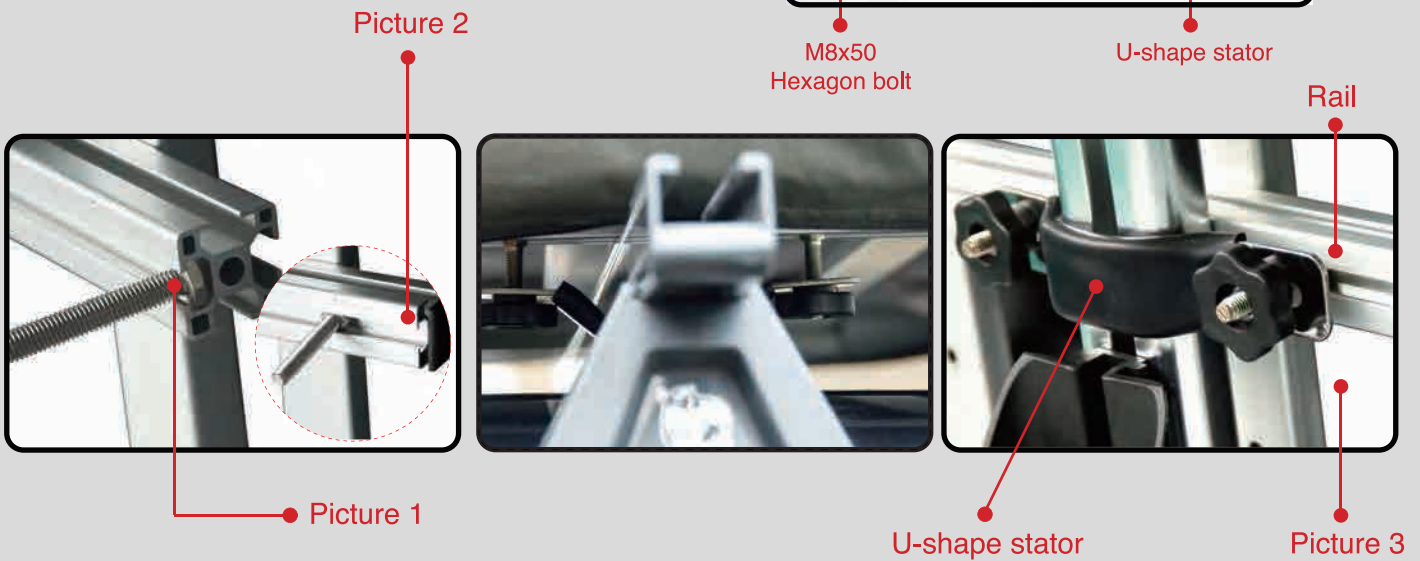 Picture 2
M8x50
Hexagon bolt
U-shape stator
Rail
Picture 1
U-shape stator
Picture 3